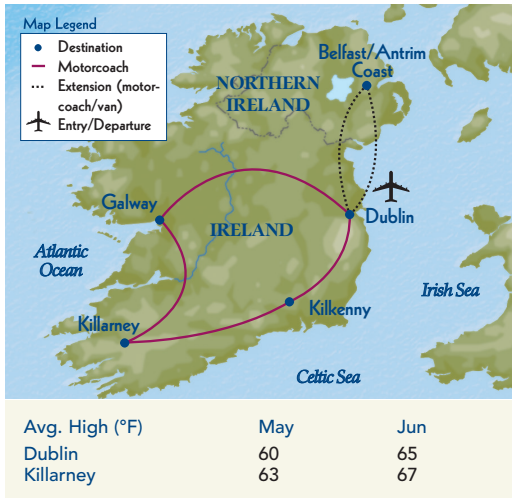 Map Legend
Destination
Motorcoach
Extension (motor-
coach/van)
Entry/Departure
Belfast/Antrim
Coast
NORTHERN
IRELAND
Galway
Dublin
IRELAND
Atlantic
Ocean
Irish Sea
Kilkenny
Killarney
Celtic Sea
Avg. High (°F) May Jun
Dublin 60 65
Killarney 63 67